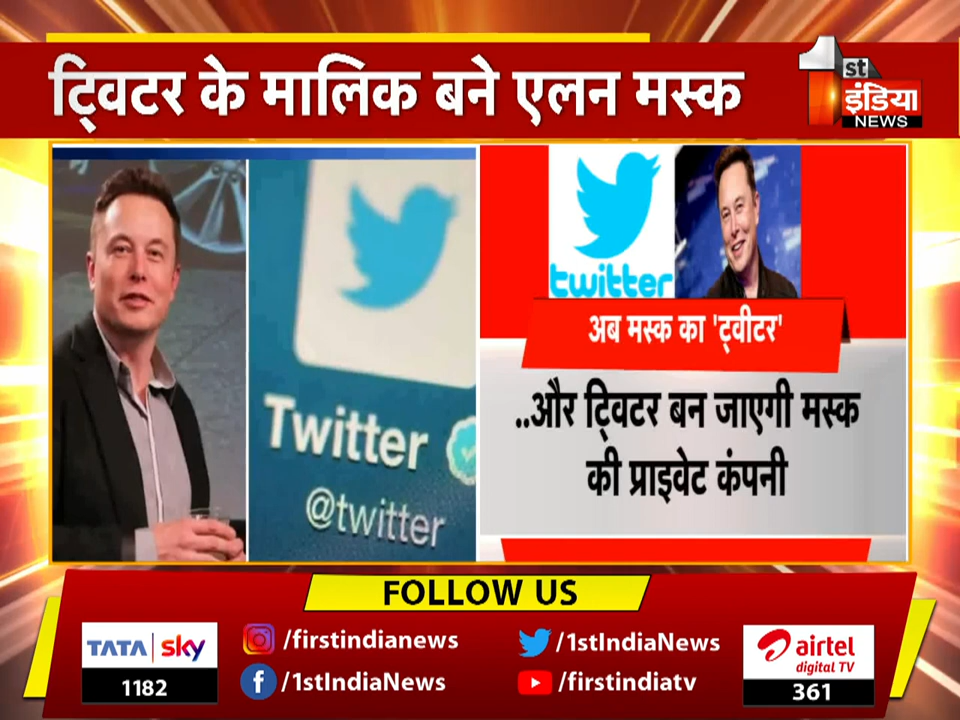 ट्विटर के मालिक बने एलन मस्क
1st
इंडिया
NEWS
Twitter
@twitter
twitter
अब मस्क का 'ट्वीटर'
..और ट्विटर बन जाएगी मस्क
की प्राइवेट कंपनी
FOLLOW US
TATA sky
1182
/firstindianews
/1stIndiaNews
/1stIndiaNews
/firstindiatv
airtel
digital TV
361